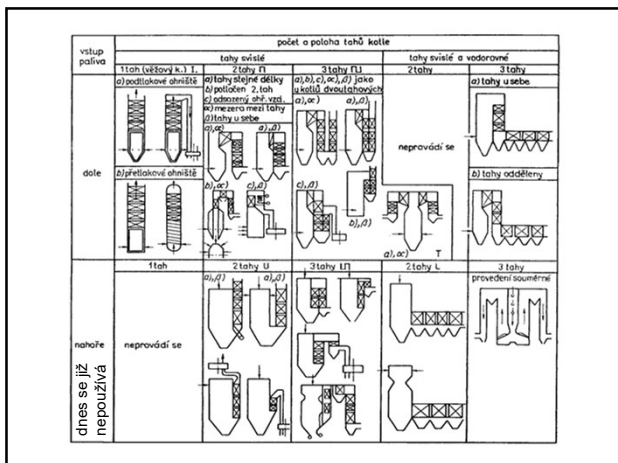 vstup
paliva
počet a poloha tahů kotle
tahy svislé
tahy svislé a vodorovné
1 tah (věžový k.) I.
2 tahy Π
3 tahy
2 tahy
3 tahy
dole
a) podtlakové ohniště
b) přetlakové ohniště
a) tahy stejné délky
b) potlačen 2. tah
c) odsazený ohř. vzd.
α) mezera mezi tahy
β) tahy u sebe
a),α)
a),β)
b),α)
c),β)
a),b),c),α),β) jako
u kotlů dvoutahových
a),α)
a),β)
c),β)
b),β)
neprovádí se
a),α)
T
a) tahy u sebe
b) tahy odděleny
1 tah
2 tahy U
3 tahy
2 tahy L
3 tahy
nahoře
dnes se již
nepoužívá
neprovádí se
a),β)
a),β)
provedení souměrné